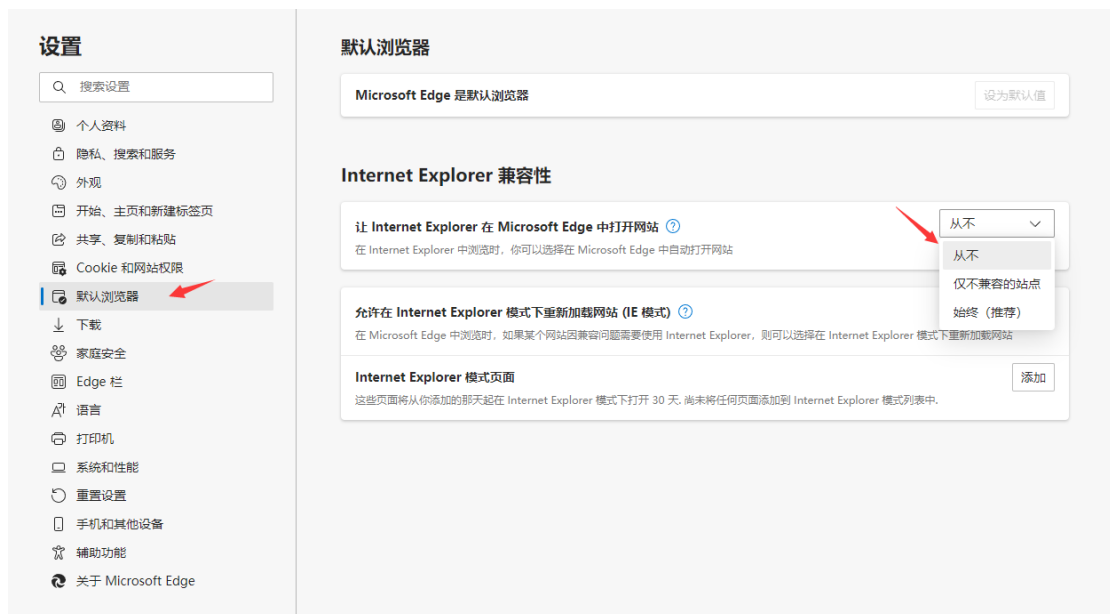 设置
搜索设置
个人资料
隐私、搜索和服务
外观
开始、主页和新建标签页
共享、复制和粘贴
Cookie 和网站权限
默认浏览器
下载
家庭安全
Edge 栏
语言
打印机
系统和性能
重置设置
手机和其他设备
辅助功能
关于 Microsoft Edge
默认浏览器
Microsoft Edge 是默认浏览器
设为默认值
Internet Explorer 兼容性
让 Internet Explorer 在 Microsoft Edge 中打开网站
从不
在 Internet Explorer 中浏览时，你可以选择在 Microsoft Edge 中自动打开网站
从不
仅不兼容的站点
始终（推荐）
允许在 Internet Explorer 模式下重新加载网站 (IE 模式)
在 Microsoft Edge 中浏览时，如果某个网站因兼容问题需要使用 Internet Explorer，则可以选择在 Internet Explorer 模式下重新加载网站
Internet Explorer 模式页面
添加
这些页面将从你添加的那天起在 Internet Explorer 模式下打开 30 天. 尚未将任何页面添加到 Internet Explorer 模式列表中.